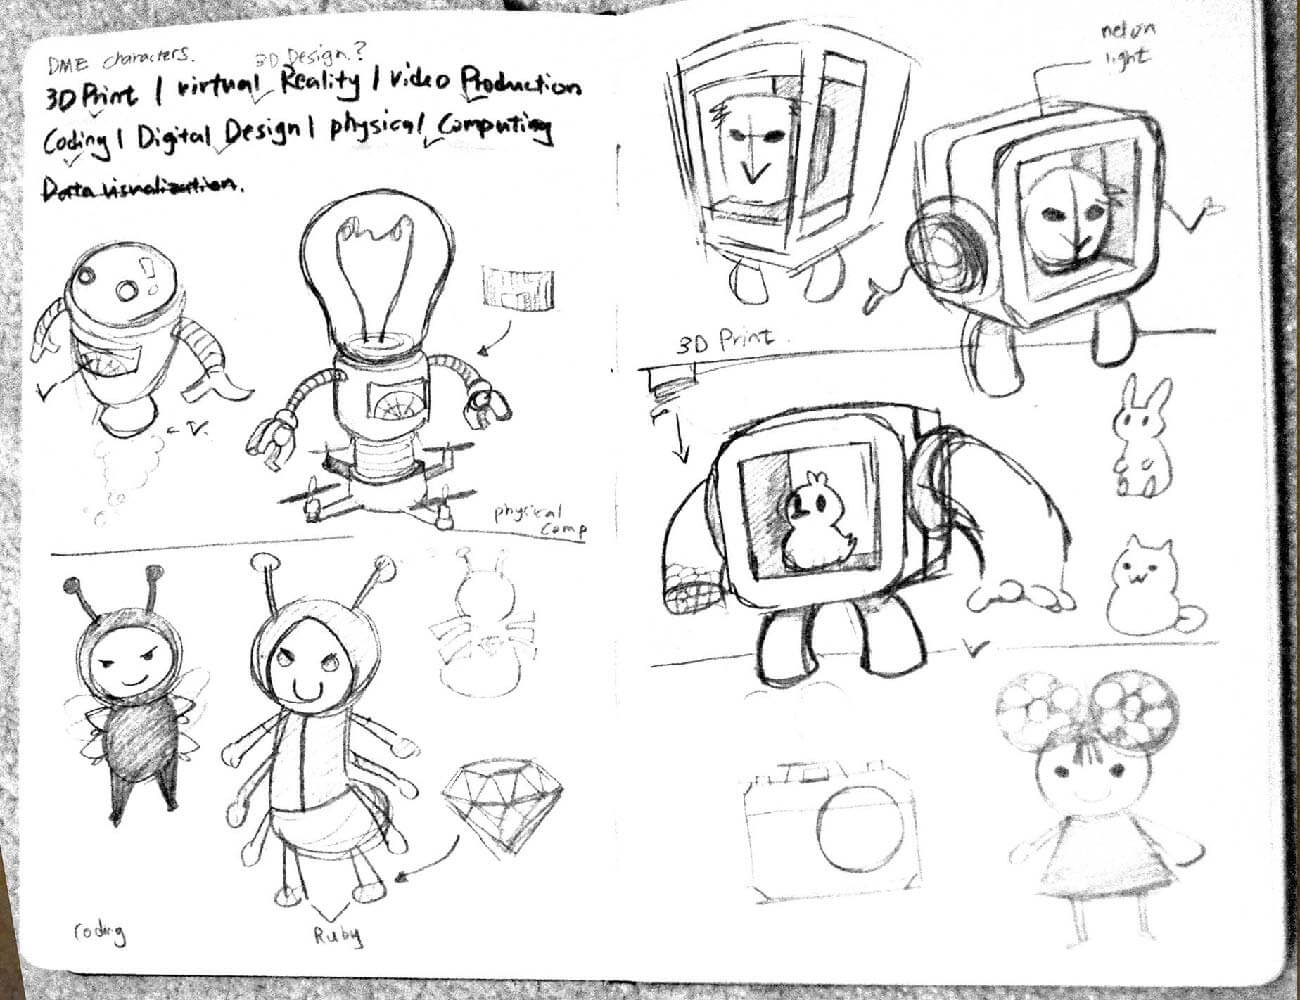 DME characters.
3D Design?
3D Print / virtual Reality / video Production
Coding / Digital Design / physical Computing
Data visualization.
physical
Comp
Coding
Ruby
neon
light
3D Print.